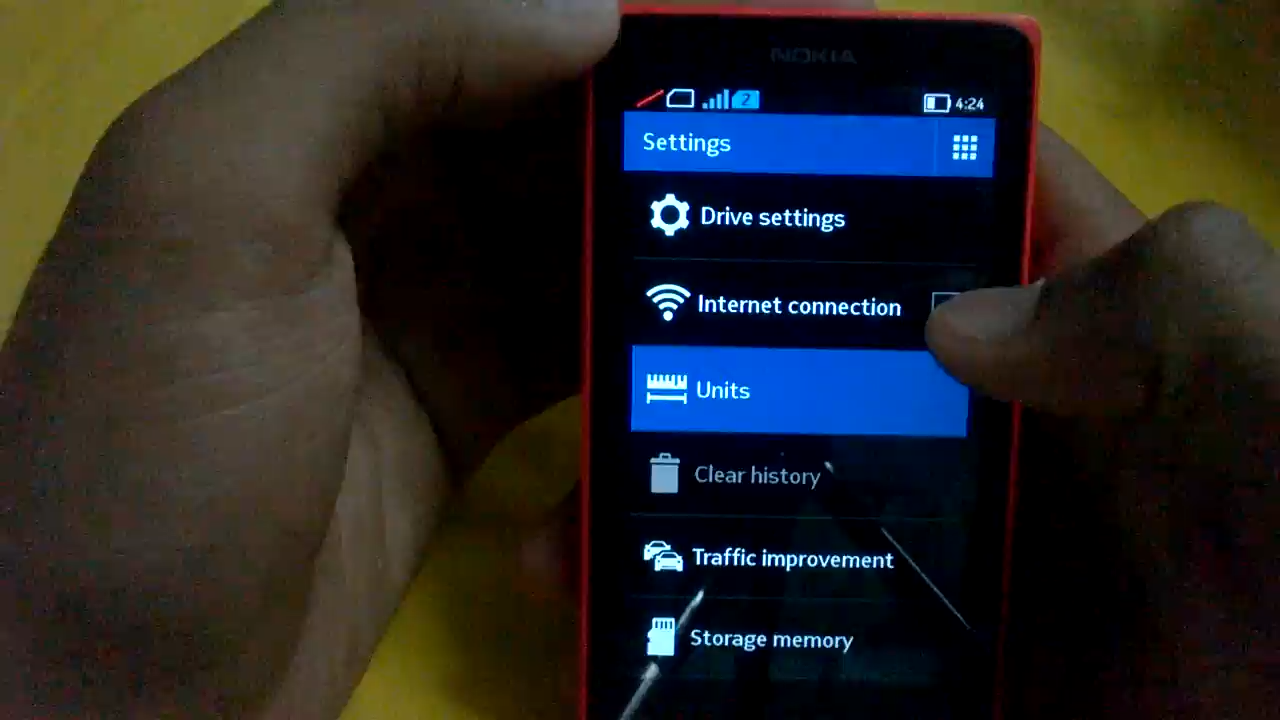 NOKIA
2 4:24
Settings
Drive settings
Internet connection
Units
Clear history
Traffic improvement
Storage memory